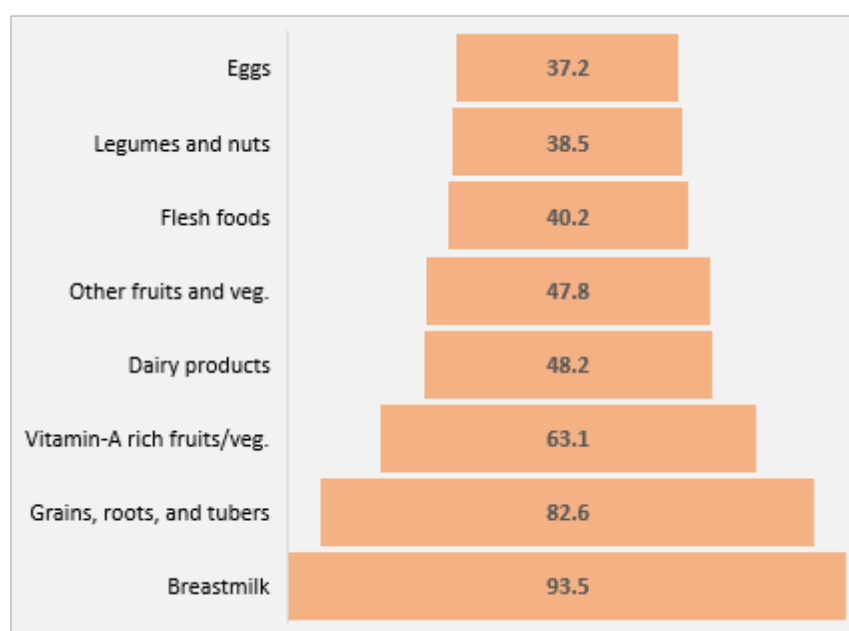 Eggs 37.2
Legumes and nuts 38.5
Flesh foods 40.2
Other fruits and veg. 47.8
Dairy products 48.2
Vitamin-A rich fruits/veg. 63.1
Grains, roots, and tubers 82.6
Breastmilk 93.5